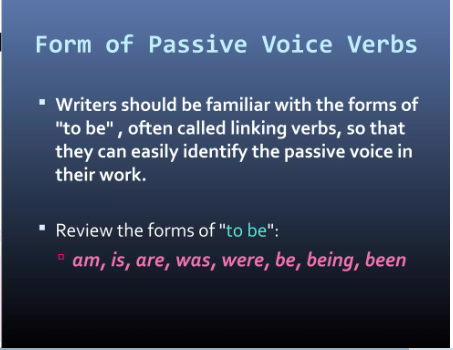 Form of Passive Voice Verbs
Writers should be familiar with the forms of
"to be" , often called linking verbs, so that
they can easily identify the passive voice in
their work.
Review the forms of "to be":
am, is, are, was, were, be, being, been